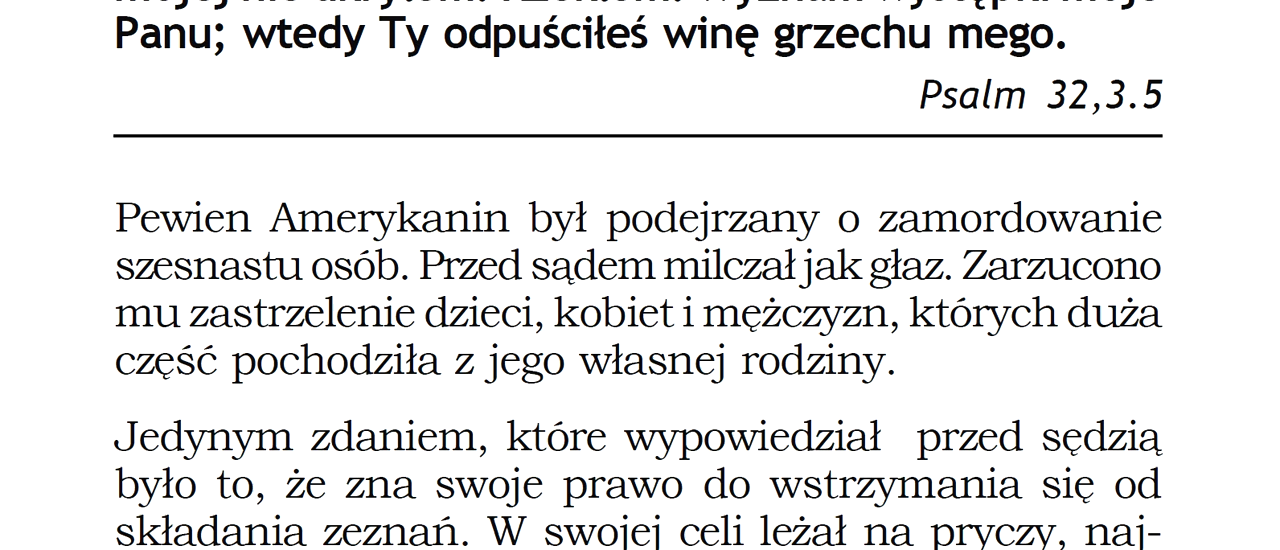 Panu; wtedy Ty odpuściłeś winę grzechu mego.
Psalm 32,3.5
Pewien Amerykanin był podejrzany o zamordowanie
szesnastu osób. Przed sądem milczał jak głaz. Zarzucono
mu zastrzelenie dzieci, kobiet i mężczyzn, których duża
część pochodziła z jego własnej rodziny.
Jedynym zdaniem, które wypowiedział przed sędzią
było to, że zna swoje prawo do wstrzymania się od
składania zeznań. W swojej celi leżał na pryczy, naj-